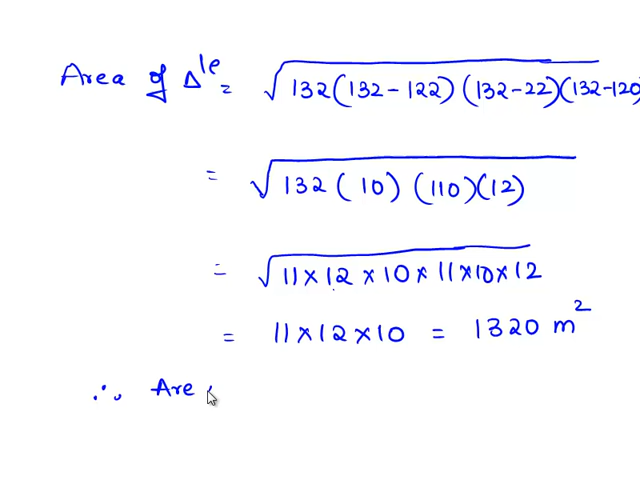 Area of Δle = √132(132-122)(132-22)(132-120
= √132(10)(110)(12)
= √11×12×10×11×10×12
= 11×12×10 = 1320 m²
∴ Are